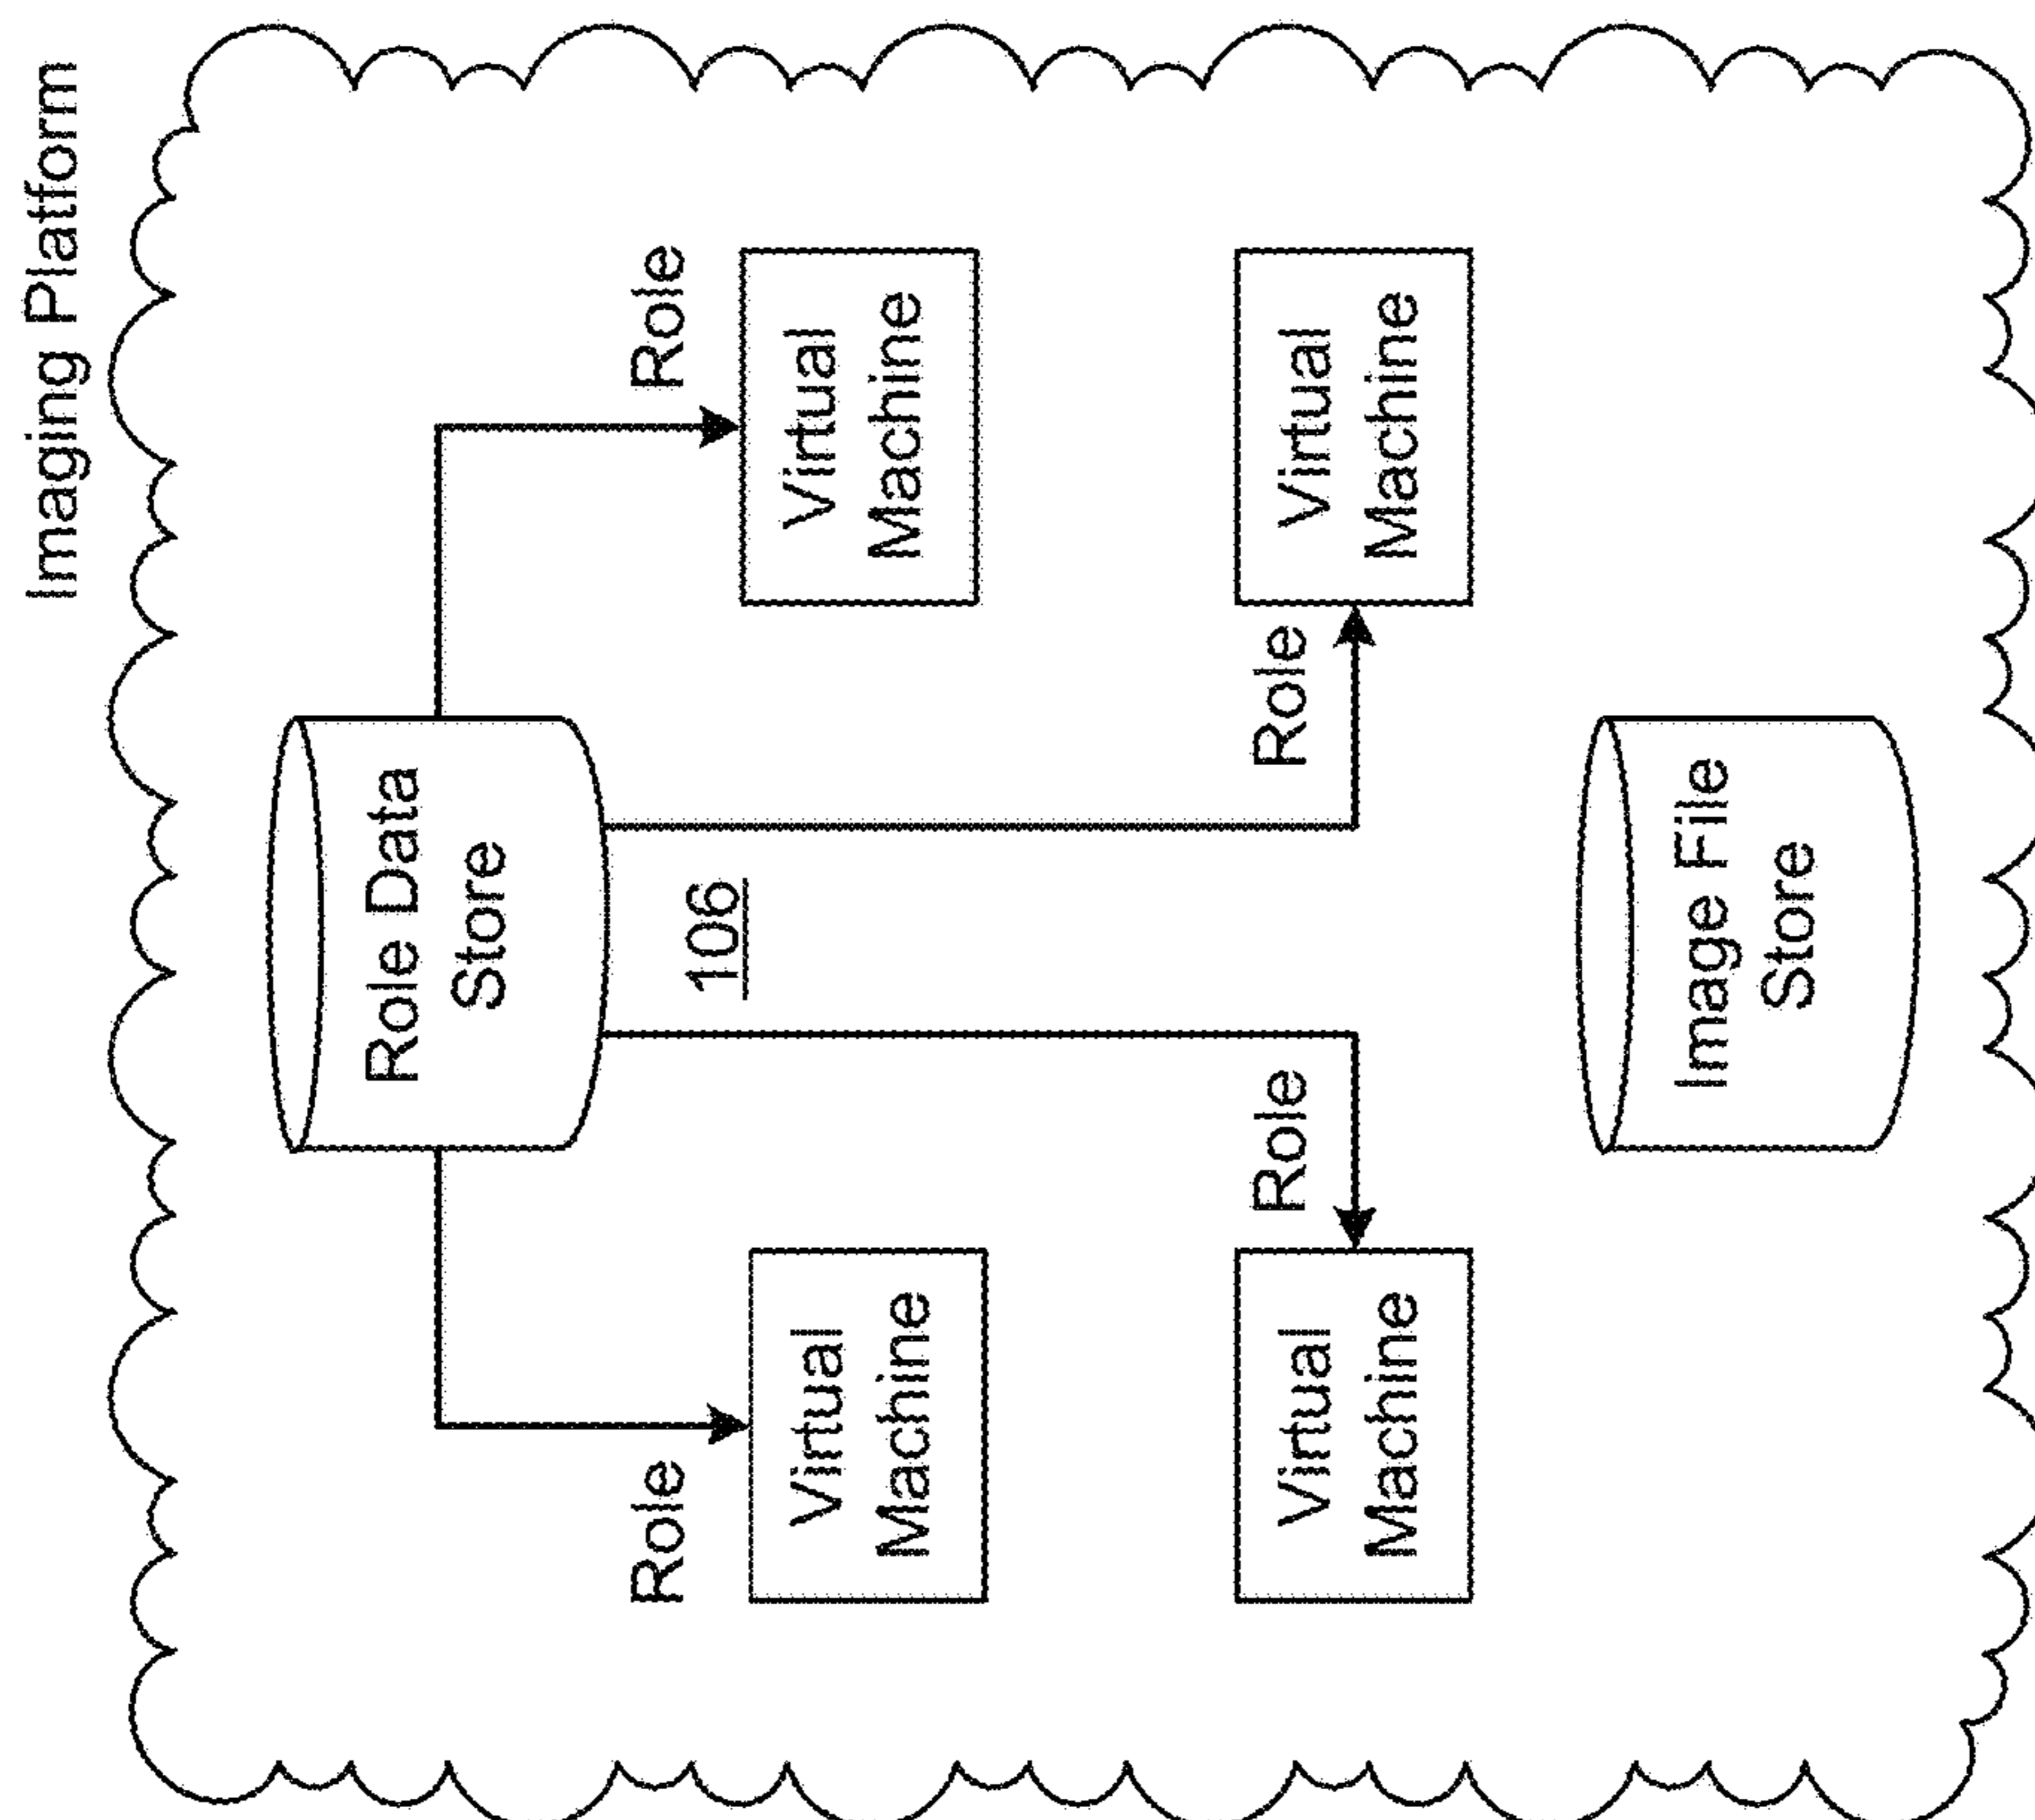 Imaging Platform
Role Data
Store
Role
Role
106
Virtual
Machine
Virtual
Machine
Role
Role
Virtual
Machine
Virtual
Machine
Image File
Store